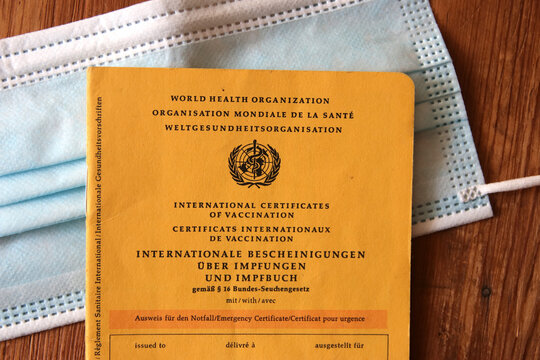 WORLD HEALTH ORGANIZATION
ORGANISATION MONDIALE DE LA SANTÉ
WELTGESUNDHEITSORGANISATION
INTERNATIONAL CERTIFICATES
OF VACCINATION
CERTIFICATS INTERNATIONAUX
DE VACCINATION
INTERNATIONALE BESCHEINIGUNGEN
ÜBER IMPFUNGEN
UND IMPFBUCH
gemäß § 16 Bundes-Seuchengesetz
mit/with/avec
Ausweis für den Notfall/Emergency Certificate/Certificat pour urgence
issued to délivré à ausgestellt für
Règlement Sanitaire International/Internationale Gesundheitsvorschriften